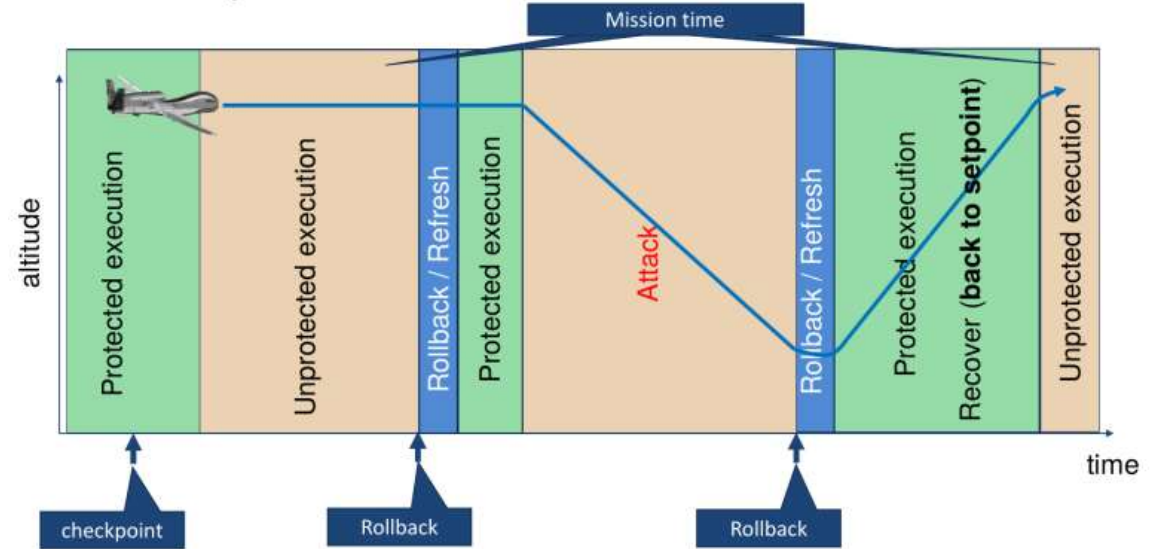 Mission time
altitude
Protected execution
Unprotected execution
Rollback / Refresh
Protected execution
Attack
Rollback / Refresh
Protected execution
Recover (back to setpoint)
Unprotected execution
time
checkpoint
Rollback
Rollback